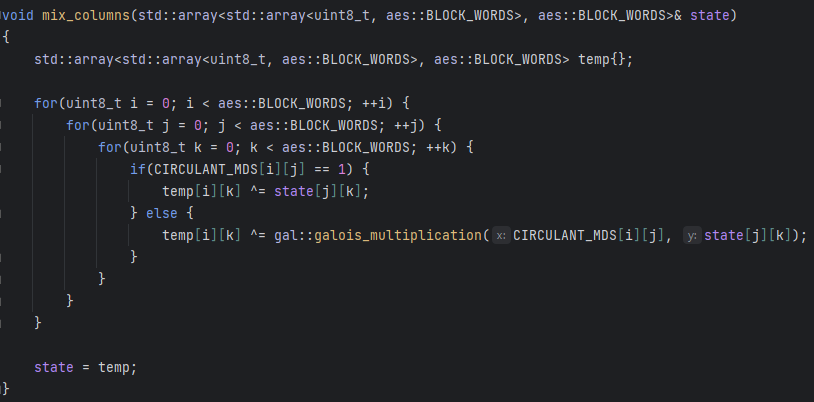 void mix_columns(std::array<std::array<uint8_t, aes::BLOCK_WORDS>, aes::BLOCK_WORDS>& state)
{
    std::array<std::array<uint8_t, aes::BLOCK_WORDS>, aes::BLOCK_WORDS> temp{};

    for(uint8_t i = 0; i < aes::BLOCK_WORDS; ++i) {
        for(uint8_t j = 0; j < aes::BLOCK_WORDS; ++j) {
            for(uint8_t k = 0; k < aes::BLOCK_WORDS; ++k) {
                if(CIRCULANT_MDS[i][j] == 1) {
                    temp[i][k] ^= state[j][k];
                } else {
                    temp[i][k] ^= gal::galois_multiplication( x: CIRCULANT_MDS[i][j], y: state[j][k]);
                }
            }
        }
    }

    state = temp;
}